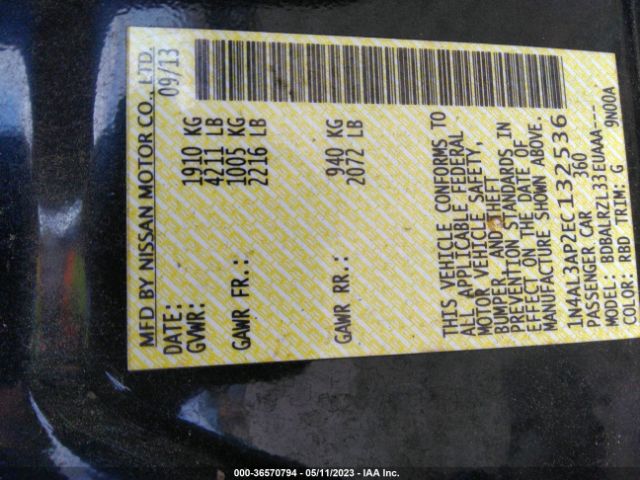 MFD BY NISSAN MOTOR CO., LTD.
DATE: 09/13
GVWR: 1910 KG
4211 LB
GAWR FR.: 1005 KG
2216 LB
GAWR RR.: 940 KG
2072 LB
THIS VEHICLE CONFORMS TO
ALL APPLICABLE FEDERAL
MOTOR VEHICLE SAFETY,
BUMPER AND THEFT
PREVENTION STANDARDS IN
EFFECT ON THE DATE OF
MANUFACTURE SHOWN ABOVE.
1N4AL3AP2EC132536
PASSENGER CAR 360
MODEL: BDBALRZL33EUAAA---
COLOR: RBD TRIM: G 9N00A
000-36570794 - 05/11/2023 - IAA Inc.